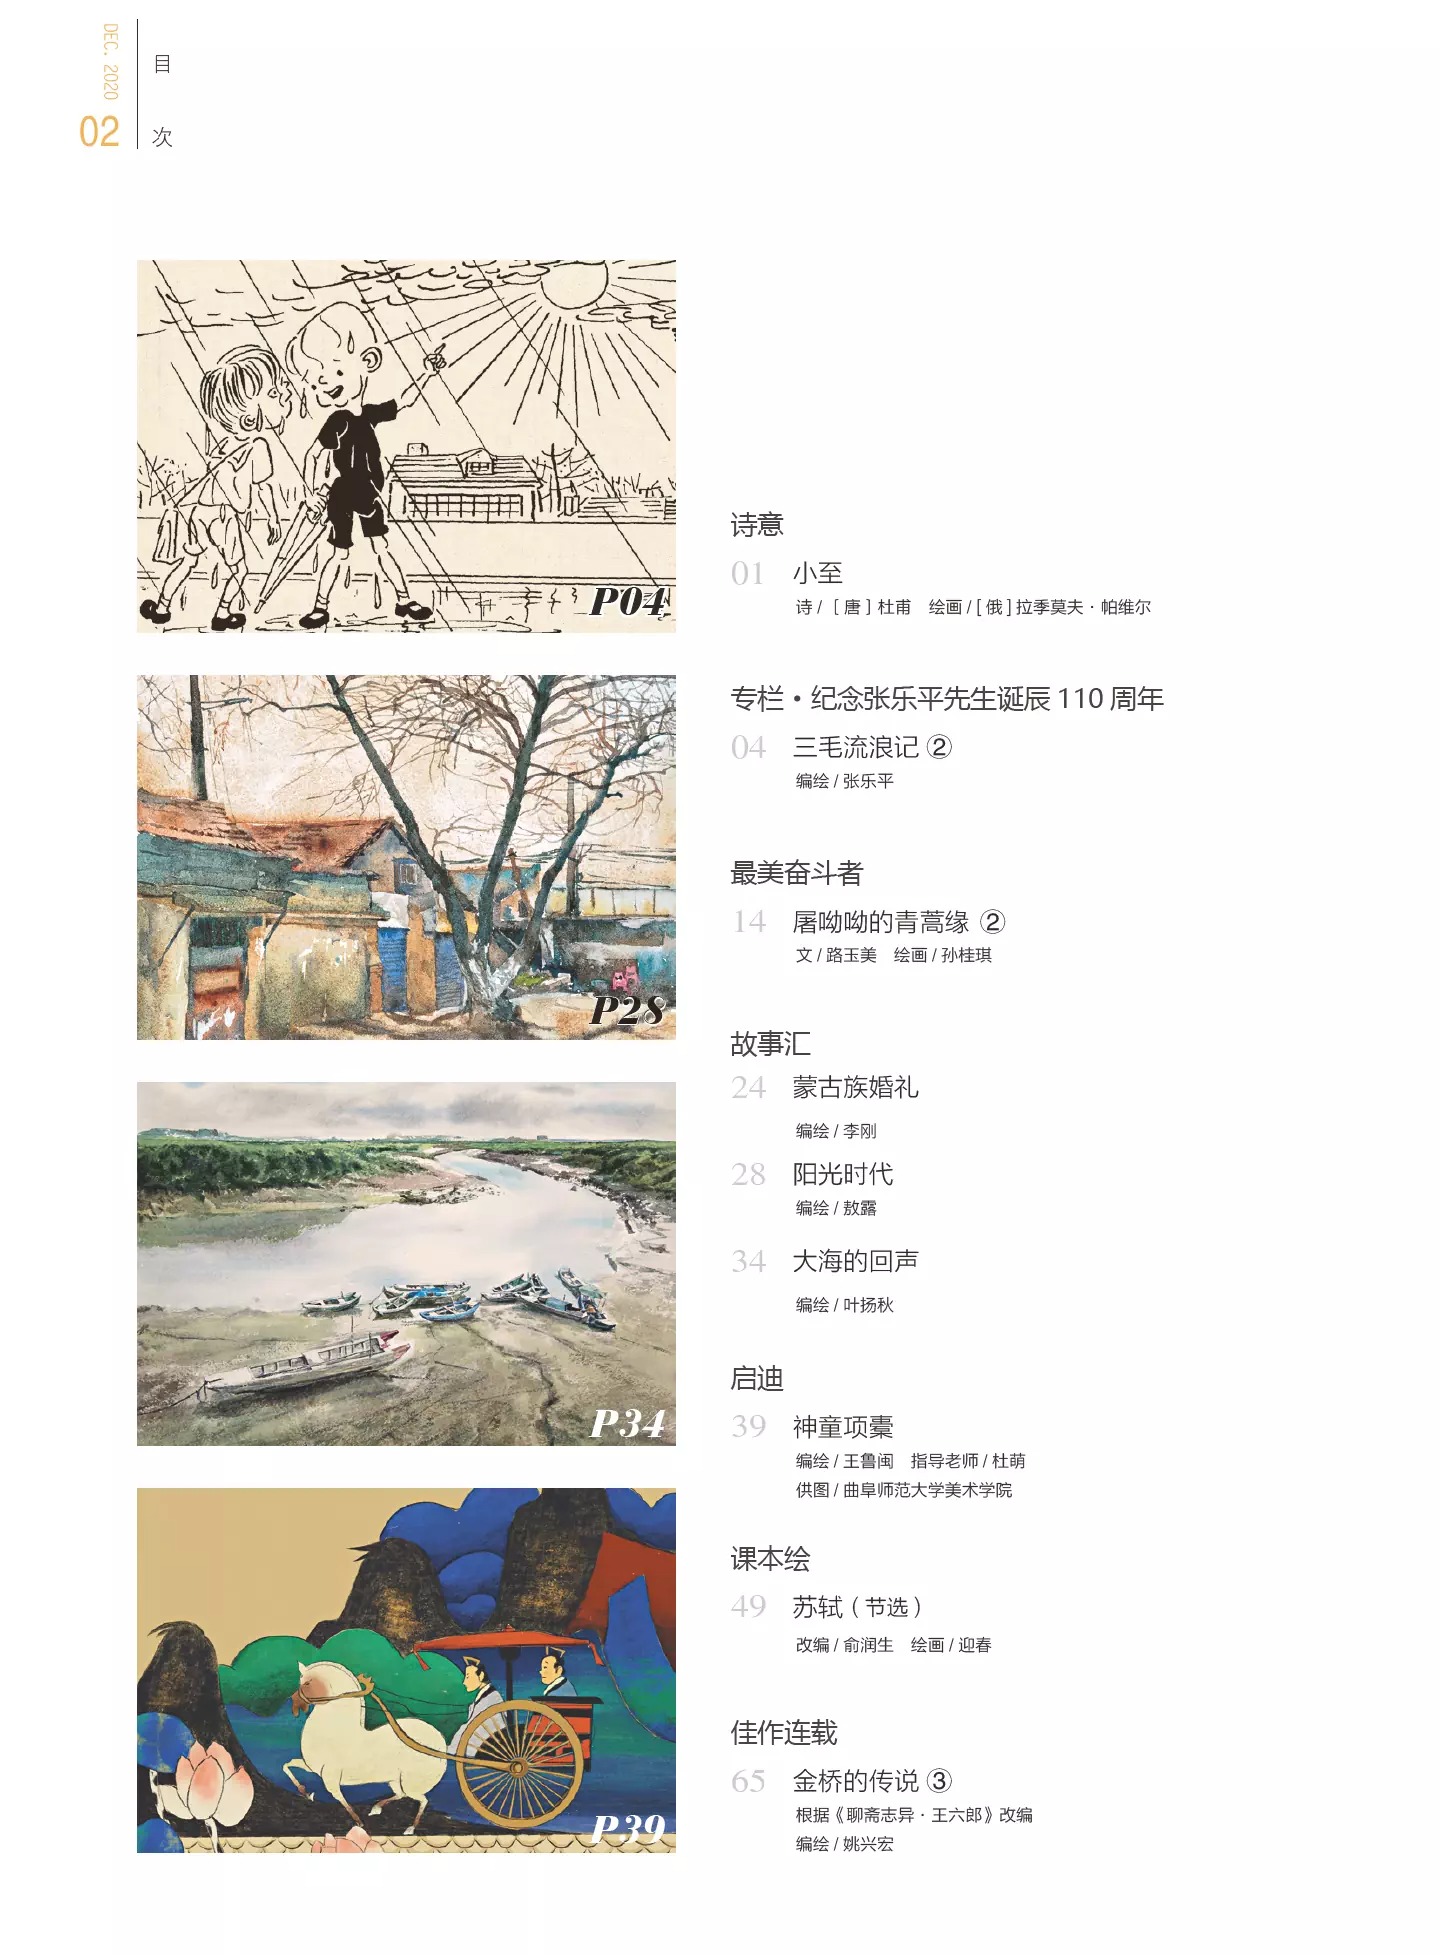 DEC. 2020
02
目
次
P04
P28
P34
P39
诗意
01 小至
诗 / [ 唐 ] 杜甫 绘画 / [ 俄 ] 拉季莫夫 · 帕维尔
专栏·纪念张乐平先生诞辰 110 周年
04 三毛流浪记 ②
编绘 / 张乐平
最美奋斗者
14 屠呦呦的青蒿缘 ②
文 / 路玉美 绘画 / 孙桂琪
故事汇
24 蒙古族婚礼
编绘 / 李刚
28 阳光时代
编绘 / 敖露
34 大海的回声
编绘 / 叶扬秋
启迪
39 神童项橐
编绘 / 王鲁闽 指导老师 / 杜萌
供图 / 曲阜师范大学美术学院
课本绘
49 苏轼（节选）
改编 / 俞润生 绘画 / 迎春
佳作连载
65 金桥的传说 ③
根据《聊斋志异 · 王六郎》改编
编绘 / 姚兴宏